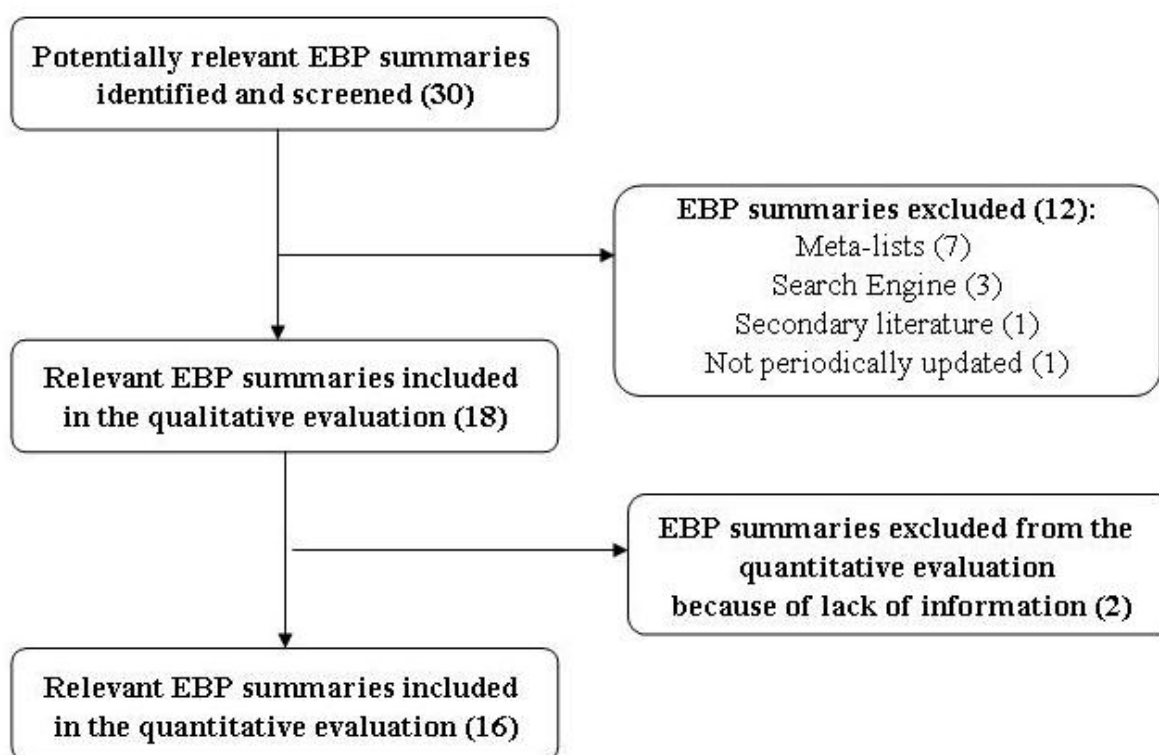 Potentially relevant EBP summaries
identified and screened (30)
EBP summaries excluded (12):
Meta-lists (7)
Search Engine (3)
Secondary literature (1)
Not periodically updated (1)
Relevant EBP summaries included
in the qualitative evaluation (18)
EBP summaries excluded from the
quantitative evaluation
because of lack of information (2)
Relevant EBP summaries included
in the quantitative evaluation (16)